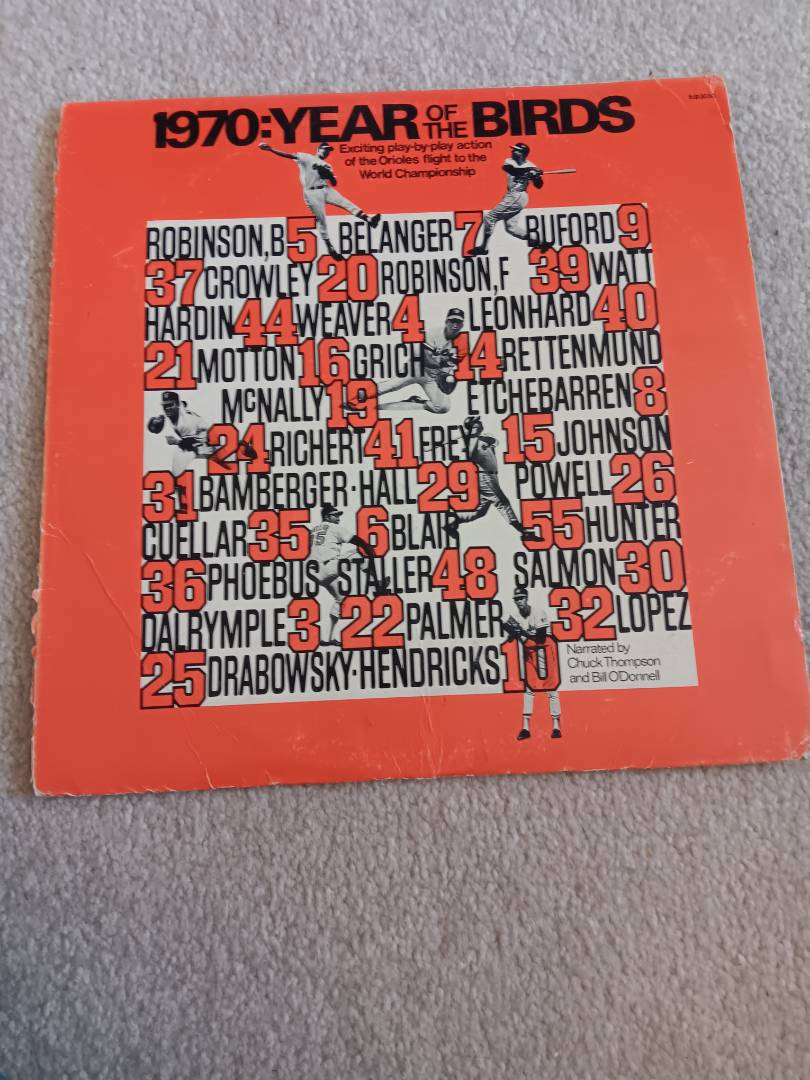 1970:YEAR OF THE BIRDS
Exciting play-by-play action
of the Orioles flight to the
World Championship
ROBINSON,B 5 BELANGER 7 BUFORD 9
37 CROWLEY 20 ROBINSON,F 39 WATT
HARDIN 44 WEAVER 4 LEONHARD 40
21 MOTTON 16 GRICH 14 RETTENMUND
McNALLY 19 ETCHEBARREN 8
24 RICHERT 41 FREY 15 JOHNSON
31 BAMBERGER·HALL 29 POWELL 26
CUELLAR 35 6 BLAIR 55 HUNTER
36 PHOEBUS STALLER 48 SALMON 30
DALRYMPLE 3 22 PALMER 32 LOPEZ
25 DRABOWSKY·HENDRICKS 10
Narrated by
Chuck Thompson
and Bill O'Donnell